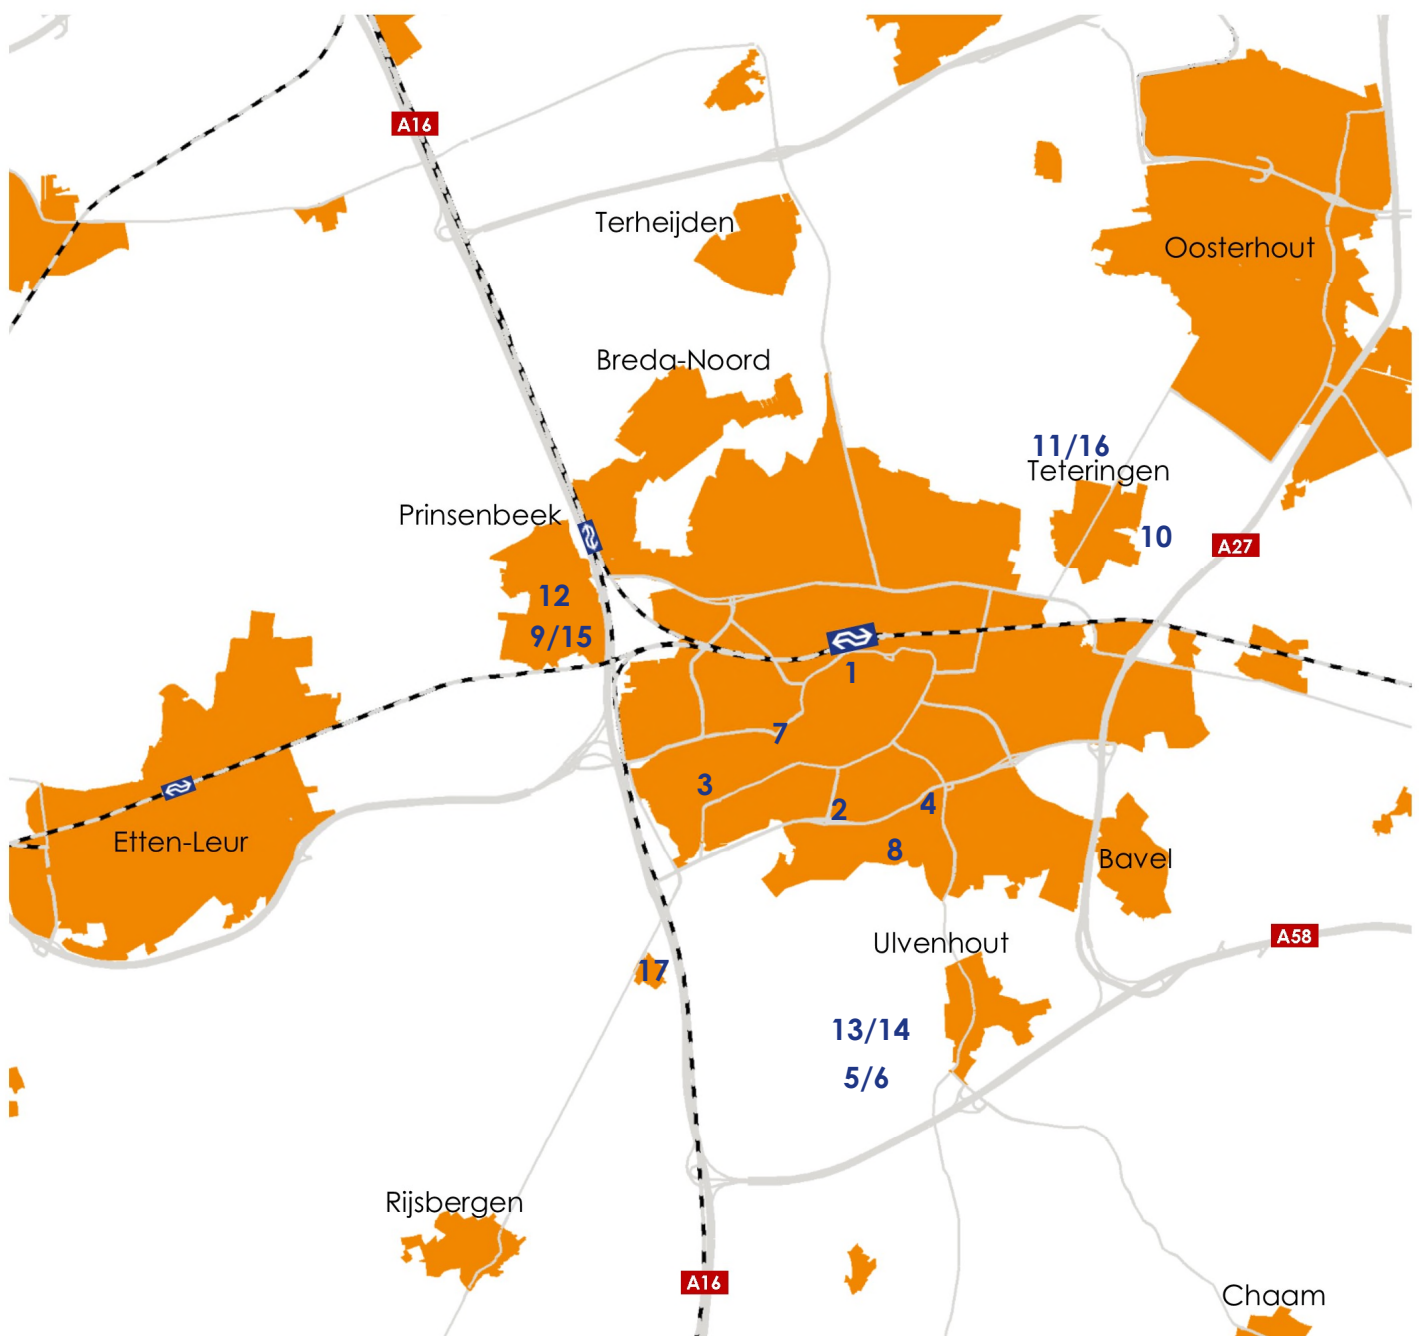 A16
Terheijden
Oosterhout
Breda-Noord
11/16
Teteringen
Prinsenbeek
10
A27
12
9/15
1
7
3
2
4
Etten-Leur
8
Bavel
A58
Ulvenhout
17
13/14
5/6
Rijsbergen
A16
Chaam